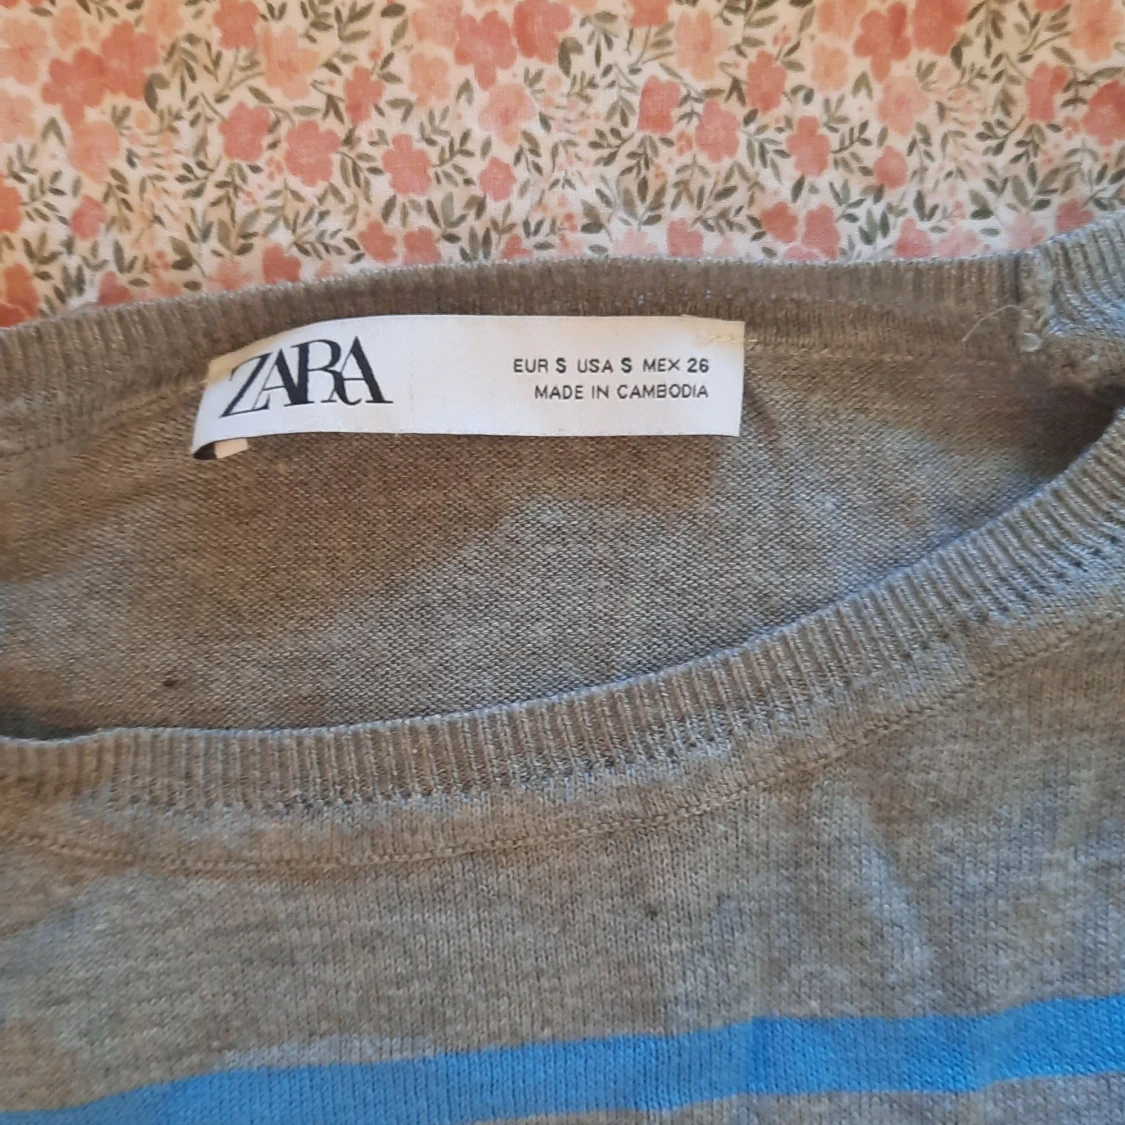 ZARA
EUR S USA S MEX 26
MADE IN CAMBODIA